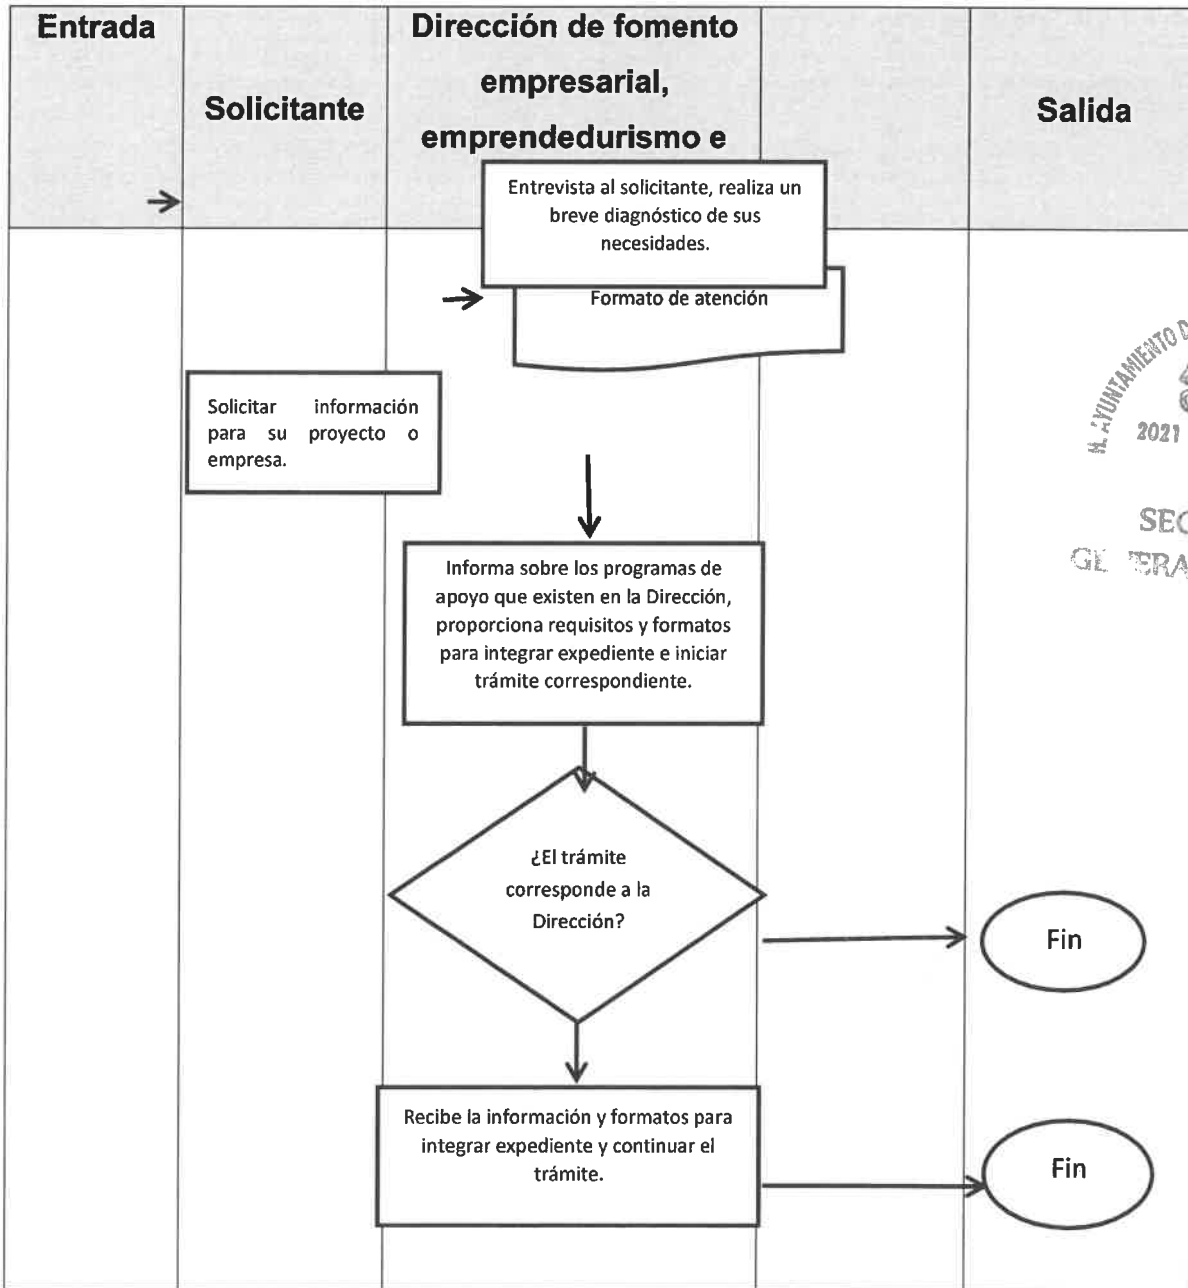 Entrada
Solicitante
Dirección de fomento
empresarial,
emprendedurismo e
Salida
Entrevista al solicitante, realiza un
breve diagnóstico de sus
necesidades.
Formato de atención
Solicitar información
para su proyecto o
empresa.
AYUNTAMIENTO
2021
Informa sobre los programas de
apoyo que existen en la Dirección,
proporciona requisitos y formatos
para integrar expediente e iniciar
trámite correspondiente.
¿El trámite
corresponde a la
Dirección?
Fin
Recibe la información y formatos para
integrar expediente y continuar el
trámite.
Fin